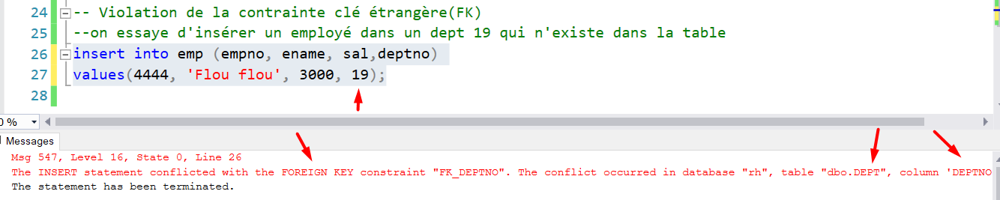 24 -- Violation de la contrainte clé étrangère(FK)
25 --on essaye d'insérer un employé dans un dept 19 qui n'existe dans la table
26 insert into emp (empno, ename, sal,deptno)
27 values(4444, 'Flou flou', 3000, 19);
28
0 %
Messages
Msg 547, Level 16, State 0, Line 26
The INSERT statement conflicted with the FOREIGN KEY constraint "FK_DEPTNO". The conflict occurred in database "rh", table "dbo.DEPT", column 'DEPTNO
The statement has been terminated.